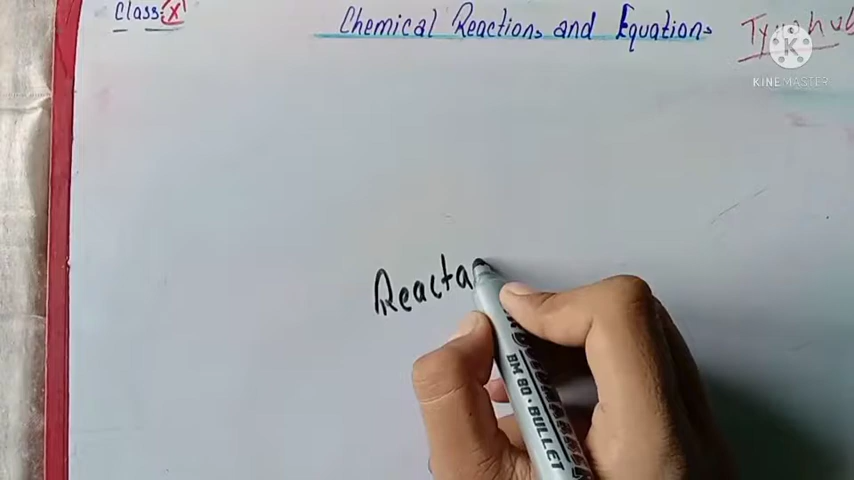 Class: X
Chemical Reactions and Equations
KINEMASTER
Reacta
BM 80 • BULLET